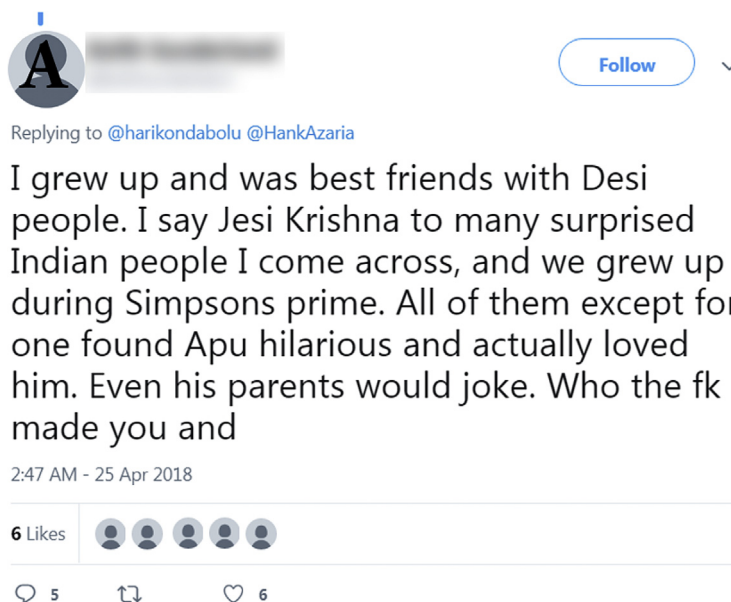 A
Follow
Replying to @harikondabolu @HankAzaria
I grew up and was best friends with Desi
people. I say Jesi Krishna to many surprised
Indian people I come across, and we grew up
during Simpsons prime. All of them except for
one found Apu hilarious and actually loved
him. Even his parents would joke. Who the fk
made you and
2:47 AM - 25 Apr 2018
6 Likes
5 6